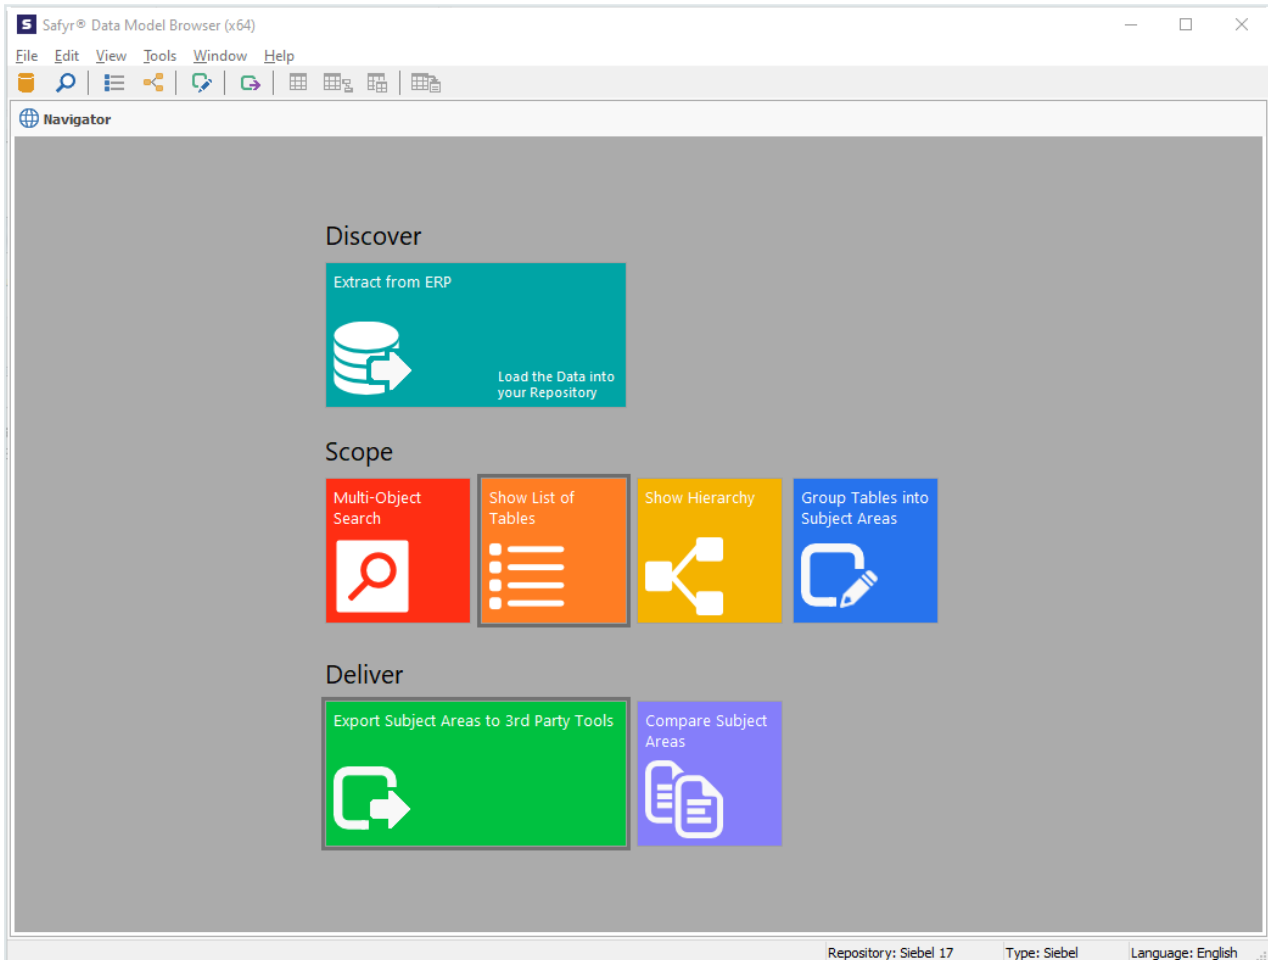 Safyr® Data Model Browser (x64)
File Edit View Tools Window Help
Navigator
Discover
Extract from ERP
Load the Data into
your Repository
Scope
Multi-Object
Search
Show List of
Tables
Show Hierarchy
Group Tables into
Subject Areas
Deliver
Export Subject Areas to 3rd Party Tools
Compare Subject
Areas
Repository: Siebel 17 Type: Siebel Language: English